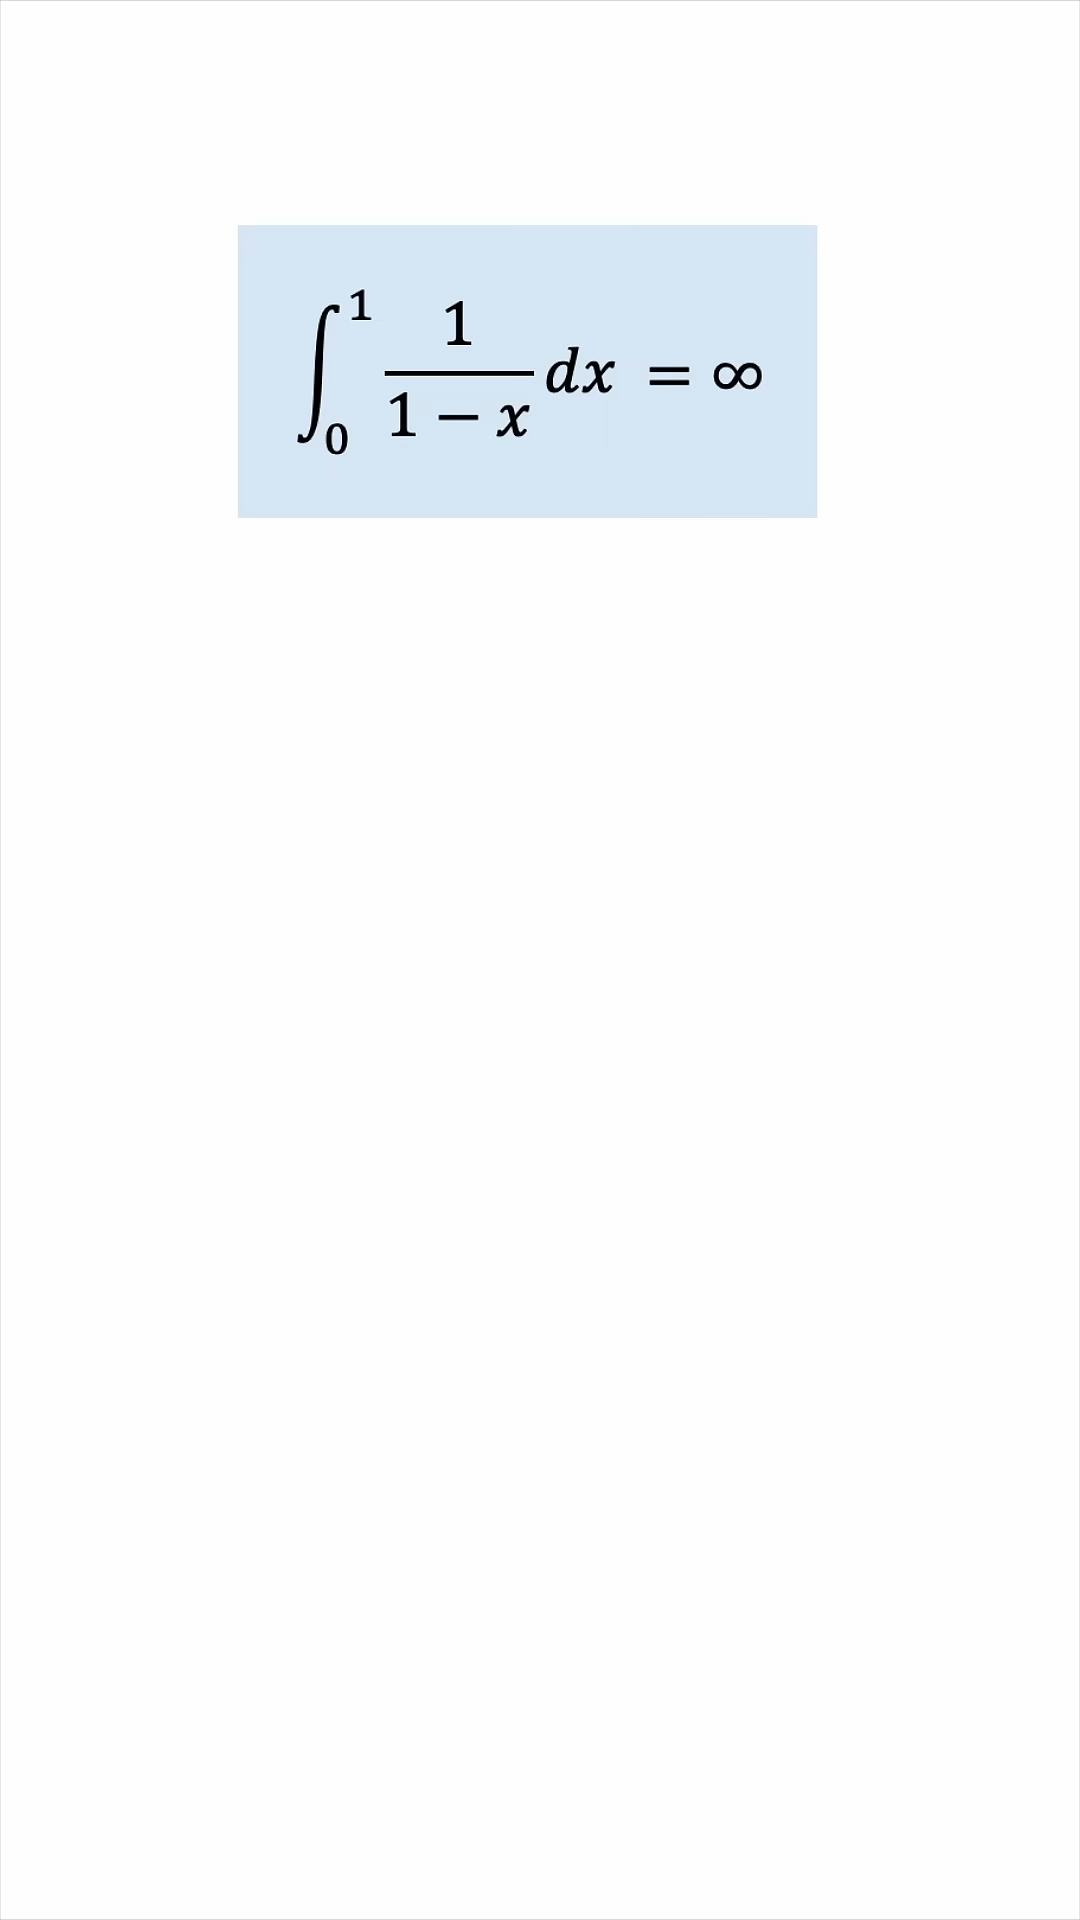 ∫₀¹ 1/(1 − x) dx = ∞